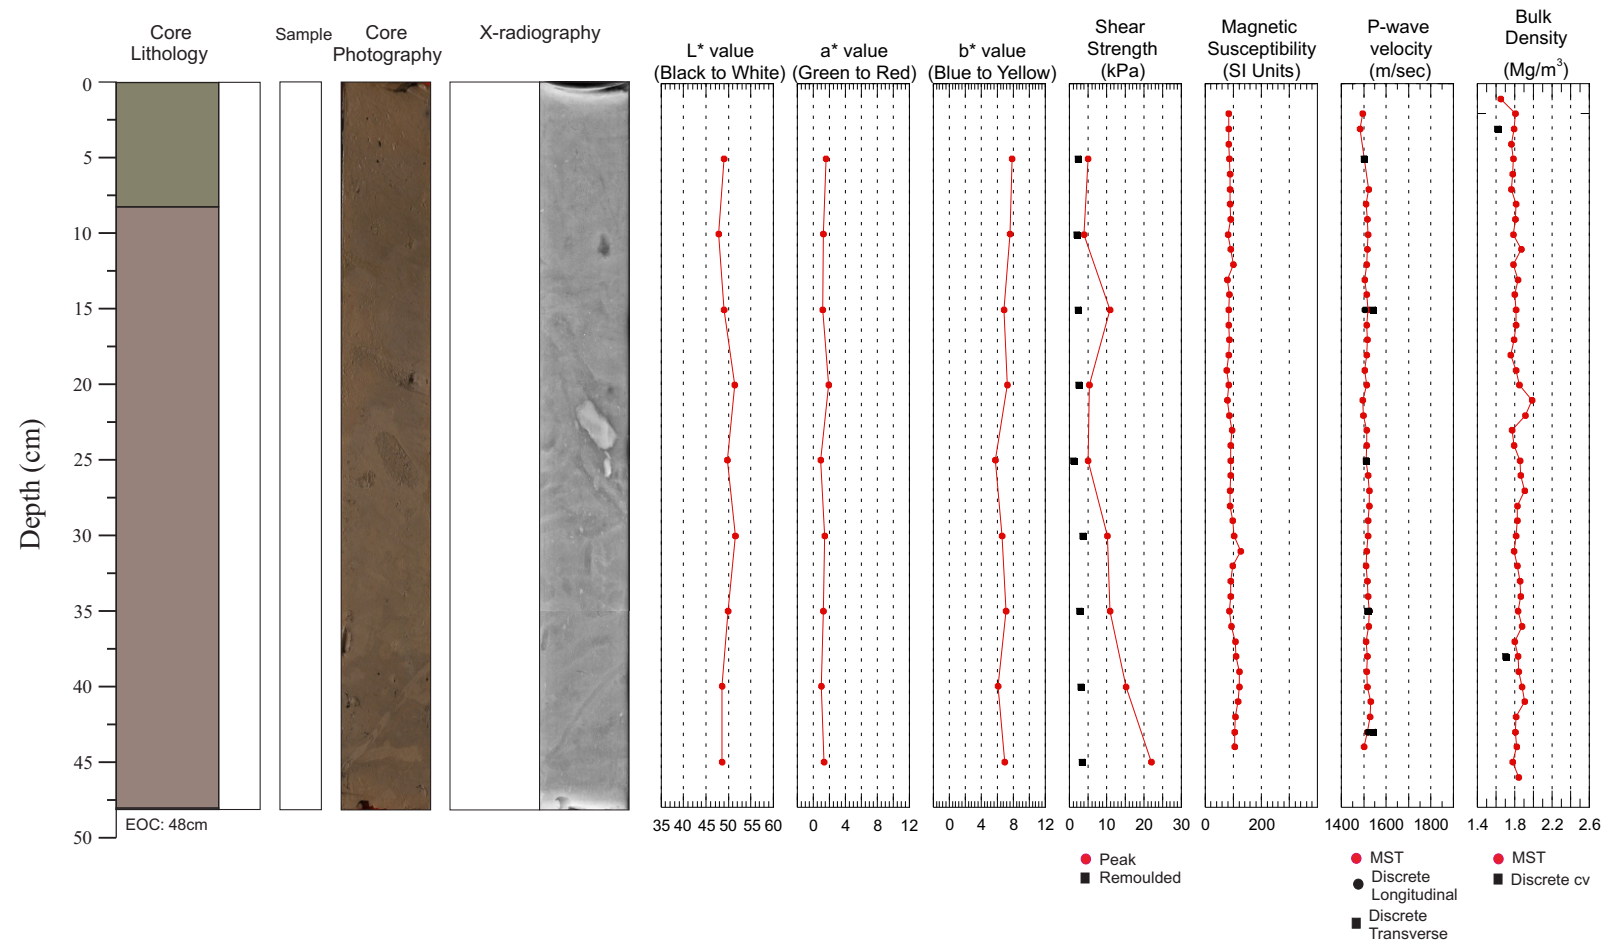 Core
Lithology
Sample
Core
Photography
X-radiography
L* value
(Black to White)
a* value
(Green to Red)
b* value
(Blue to Yellow)
Shear
Strength
(kPa)
Magnetic
Susceptibility
(SI Units)
P-wave
velocity
(m/sec)
Bulk
Density
(Mg/m³)
Depth (cm)
0
5
10
15
20
25
30
35
40
45
50
EOC: 48cm
35 40 45 50 55 60
0 4 8 12
0 4 8 12
0 10 20 30
0 200
1400 1600 1800
1.4 1.8 2.2 2.6
Peak
Remoulded
MST
Discrete
Longitudinal
Discrete
Transverse
MST
Discrete cv